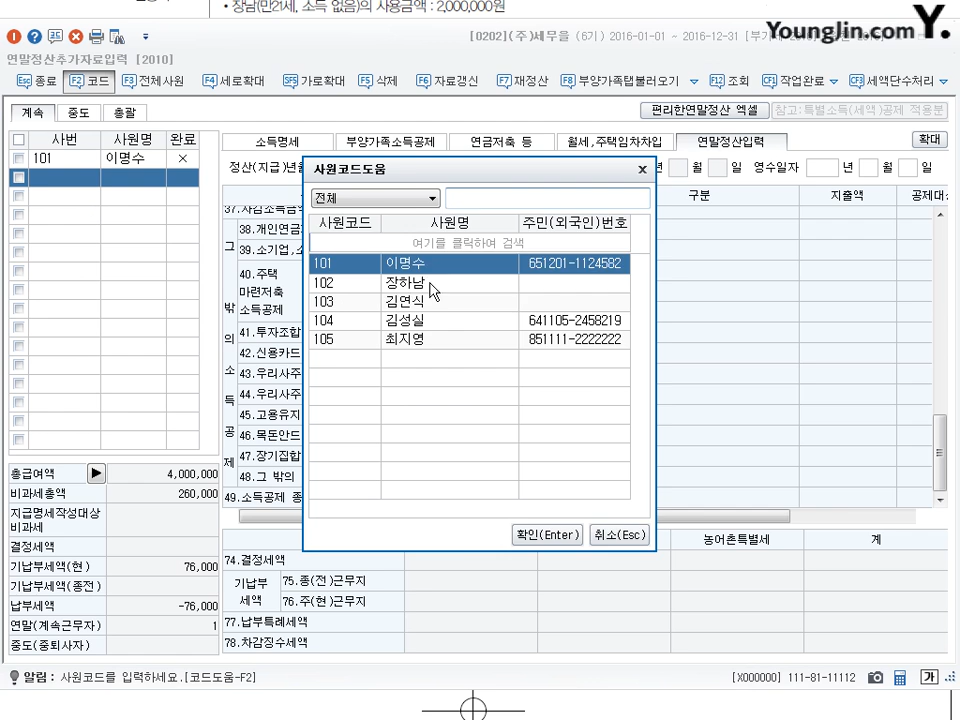 • 장남(만21세, 소득 없음)의 사용금액 : 2,000,000원
Younglin.com Y.
[0202](주)세무을 (6기) 2016-01-01 ~ 2016-12-31
연말정산추가자료입력 [2010]
Esc 종료 F2 코드 F3 전체사원 F4 세로확대 SF5 가로확대 F5 삭제 F6 자료갱신 F7 재정산 F8 부양가족탭불러오기 F12 조회 CF1 작업완료 CF3 세액단수처리
계속 중도 총괄
편리한연말정산 엑셀 참고:특별소득(세액)공제 적용분
사번 사원명 완료
101 이명수 ×
소득명세 부양가족소득공제 연금저축 등 월세,주택임차차입 연말정산입력 확대
정산(지급)년월 년 월 일 영수일자 년 월 일
구분 지출액 공제대상
38.개인연금
39.소기업,소
40.주택
마련저축
소득공제
41.투자조합
42.신용카드
43.우리사주
44.우리사주
45.고용유지
46.목돈안드
47.장기집합
48.그 밖의
49.소득공제 종
그 밖의 소득공제
사원코드도움 x
전체
사원코드 사원명 주민(외국인)번호
여기를 클릭하여 검색
101 이명수 651201-1124582
102 장하남
103 김연식
104 김성실 641105-2458219
105 최지영 851111-2222222
확인(Enter) 취소(Esc)
총급여액 4,000,000
비과세총액 260,000
지급명세작성대상
비과세
결정세액
기납부세액(현) 76,000
기납부세액(종전)
납부세액 -76,000
연말(계속근무자) 1
중도(중퇴사자)
농어촌특별세 계
74.결정세액
기납부
세액
75.종(전)근무지
76.주(현)근무지
77.납부특례세액
78.차감징수세액
알림 : 사원코드를 입력하세요.[코드도움-F2]
[X000000] 111-81-11112 가